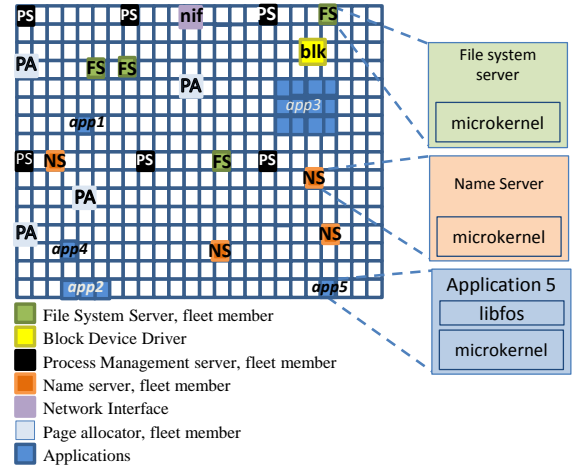 PS
PS
nif
PS
FS
PA
FS
FS
blk
PA
app3
app1
PS
NS
PS
FS
PS
NS
PA
PA
app4
NS
NS
app2
app5
File system
server
microkernel
Name Server
microkernel
Application 5
libfos
microkernel
File System Server, fleet member
Block Device Driver
Process Management server, fleet member
Name server, fleet member
Network Interface
Page allocator, fleet member
Applications